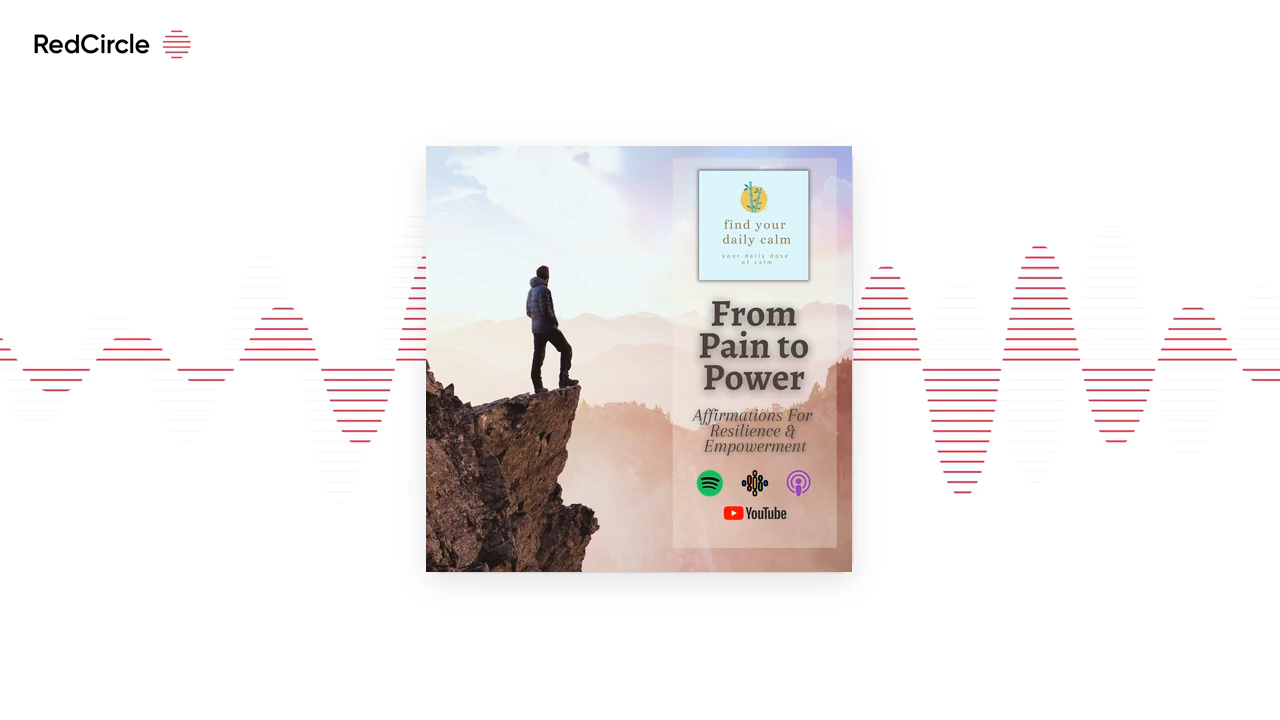 RedCircle
find your
daily calm
your daily dose
of calm
From
Pain to
Power
Affirmations For
Resilience &
Empowerment
YouTube